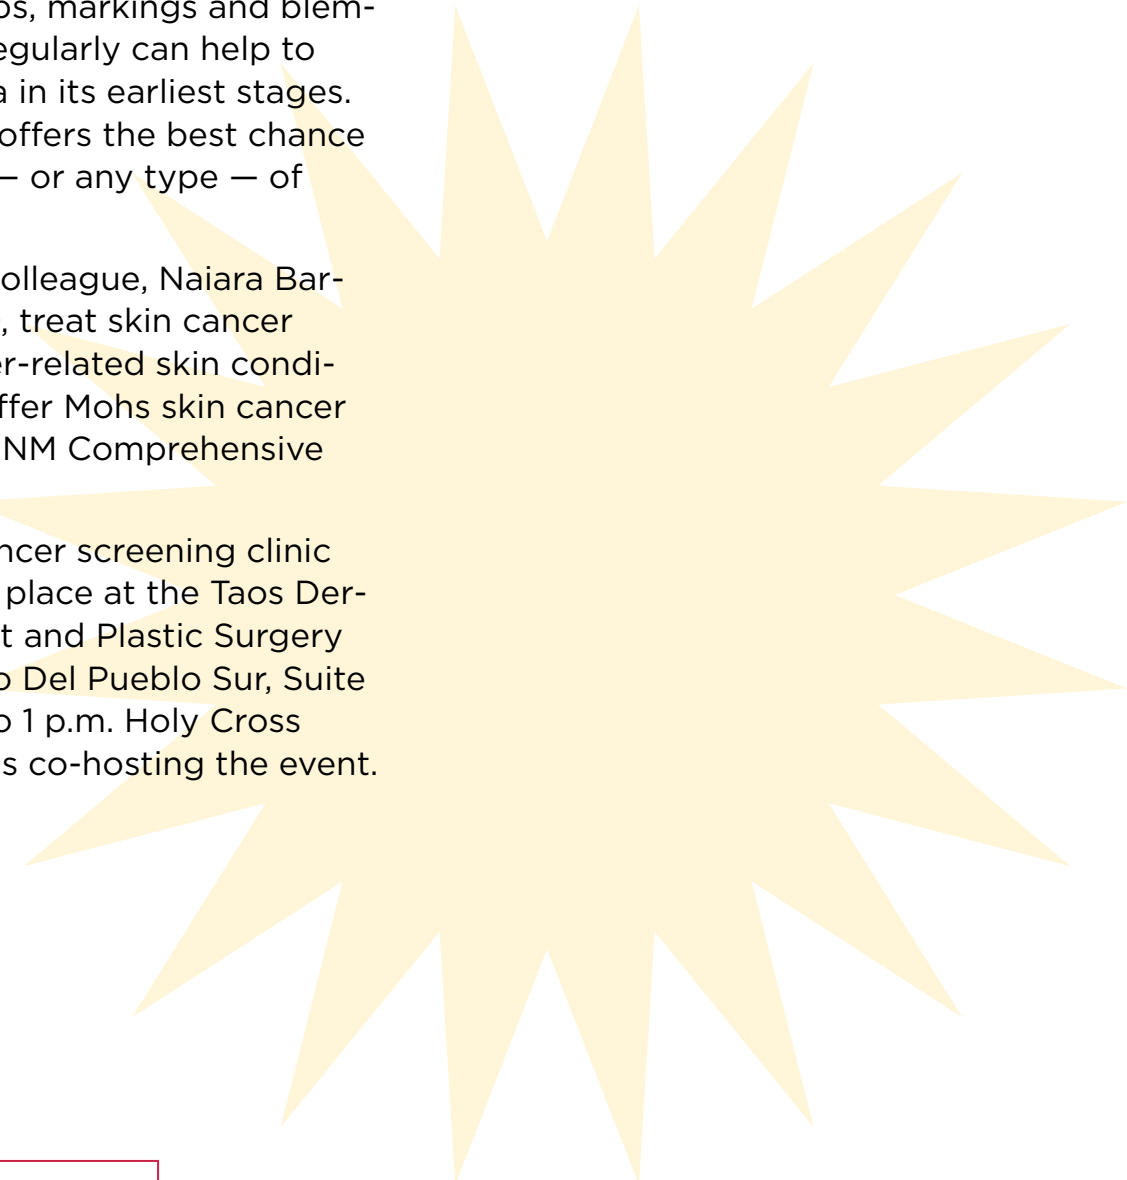 markings and blem-
egularly can help to
in its earliest stages.
offers the best chance
— or any type — of
olleague, Naiara Bar-
, treat skin cancer
er-related skin condi-
ffer Mohs skin cancer
NM Comprehensive
ncer screening clinic
place at the Taos Der-
t and Plastic Surgery
o Del Pueblo Sur, Suite
o 1 p.m. Holy Cross
s co-hosting the event.